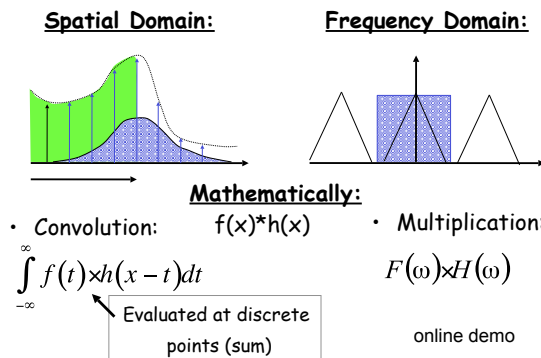 Spatial Domain: Frequency Domain:
Mathematically:
• Convolution: f(x)*h(x) • Multiplication:
∫_{-∞}^{∞} f(t)×h(x−t)dt F(ω)×H(ω)
Evaluated at discrete
points (sum)
online demo